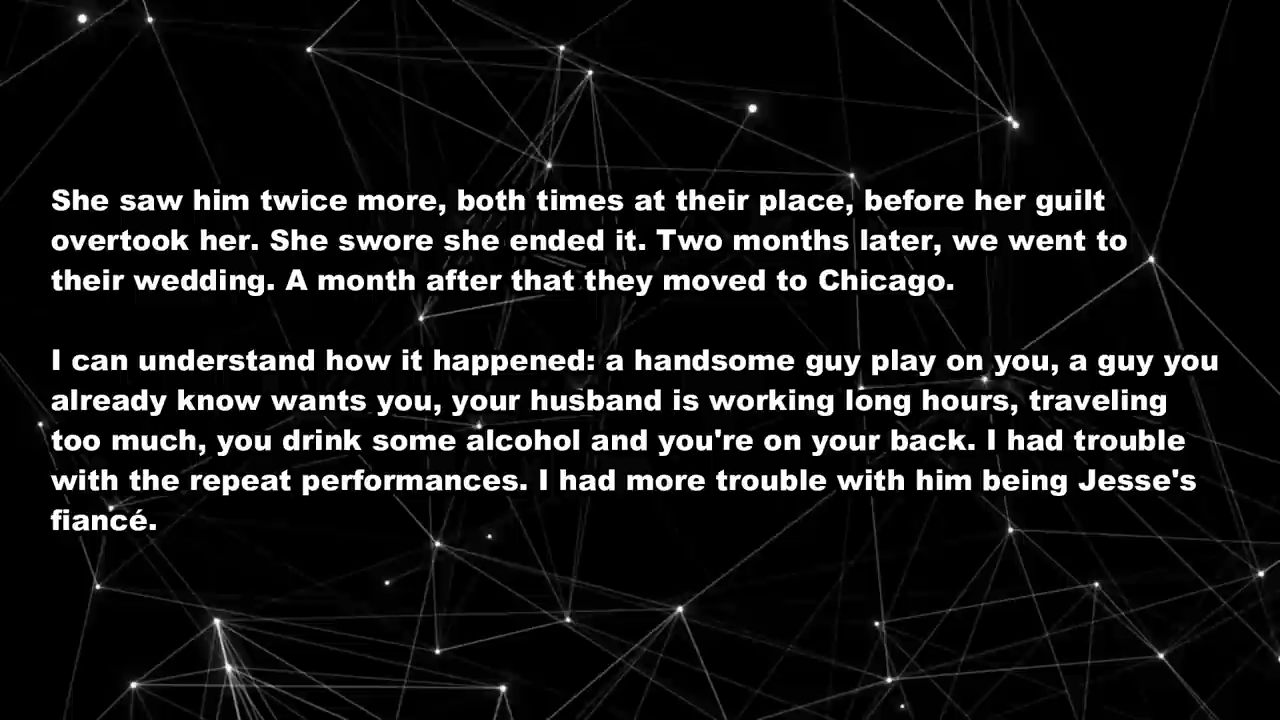 She saw him twice more, both times at their place, before her guilt
overtook her. She swore she ended it. Two months later, we went to
their wedding. A month after that they moved to Chicago.
I can understand how it happened: a handsome guy play on you, a guy you
already know wants you, your husband is working long hours, traveling
too much, you drink some alcohol and you're on your back. I had trouble
with the repeat performances. I had more trouble with him being Jesse's
fiancé.